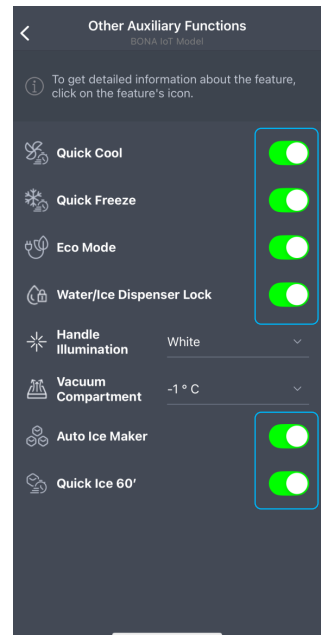 Other Auxiliary Functions
BONA IoT Model
To get detailed information about the feature,
click on the feature's icon.
Quick Cool
Quick Freeze
Eco Mode
Water/Ice Dispenser Lock
Handle
Illumination
White
Vacuum
Compartment
-1 ° C
Auto Ice Maker
Quick Ice 60′